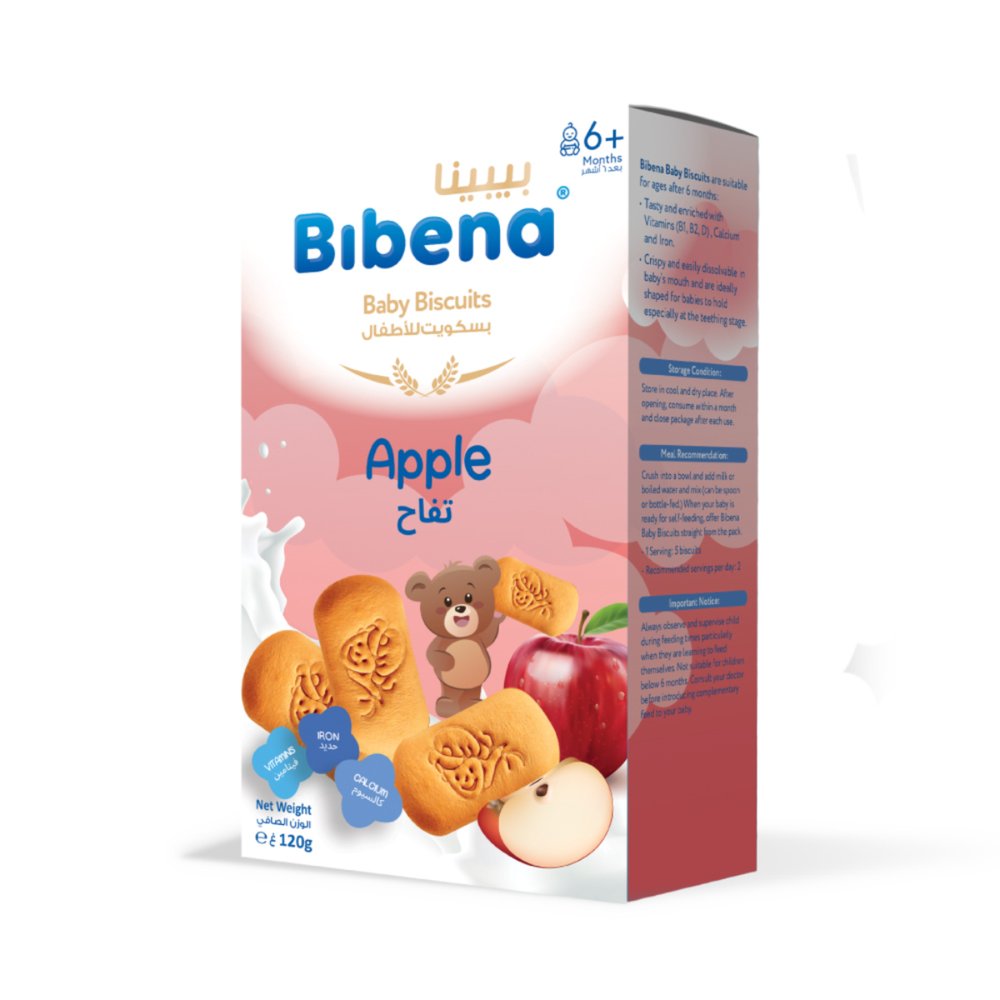 6+
Months
بعد ٦ أشهر
بيبينا
Bibena®
Baby Biscuits
بسكويت للأطفال
Apple
تفاح
VITAMINS
فيتامين
IRON
حديد
CALCIUM
كالسيوم
Net Weight
الوزن الصافي
℮ 120g غ
Bibena Baby Biscuits are suitable
for ages after 6 months:
• Tasty and enriched with
Vitamins (B1, B2, D), Calcium
and Iron.
• Crispy and easily dissolvable in
baby's mouth and are ideally
shaped for babies to hold
especially at the teething stage.
Storage Condition:
Store in cool and dry place. After
opening, consume within a month
and close package after each use.
Meal Recommendation:
Crush into a bowl and add milk or
boiled water and mix (can be spoon
or bottle-fed.) When your baby is
ready for self-feeding, offer Bibena
Baby Biscuits straight from the pack.
- 1 Serving: 5 biscuits
- Recommended servings per day: 2
Important Notice:
Always observe and supervise child
during feeding times particularly
when they are learning to feed
themselves. Not suitable for children
below 6 months. Consult your doctor
before introducing complementary
feed to your baby.